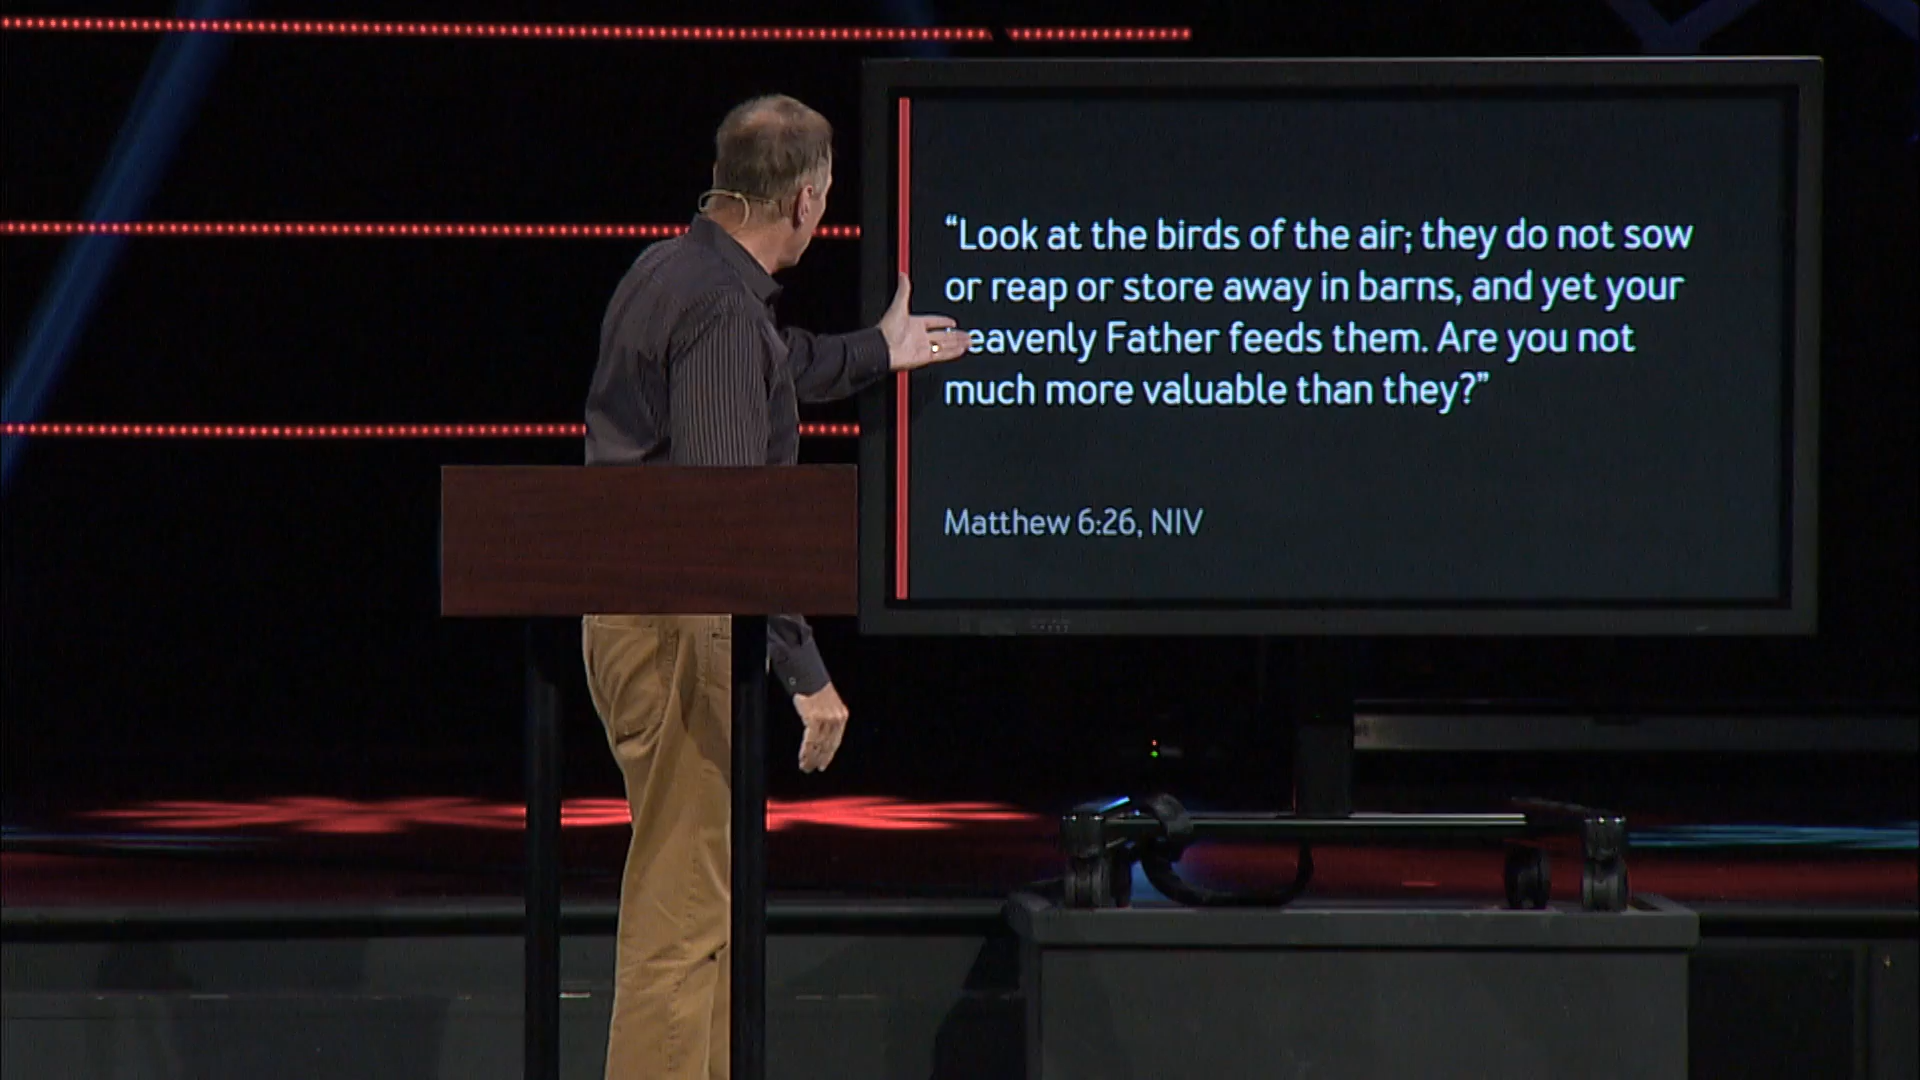 “Look at the birds of the air; they do not sow
or reap or store away in barns, and yet your
heavenly Father feeds them. Are you not
much more valuable than they?”
Matthew 6:26, NIV